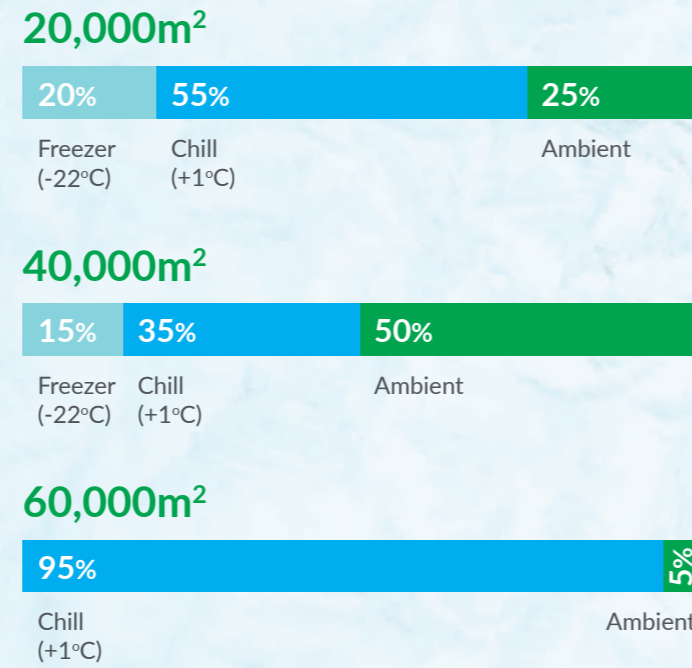 20,000m²
20% 55% 25%
Freezer Chill Ambient
(-22°C) (+1°C)
40,000m²
15% 35% 50%
Freezer Chill Ambient
(-22°C) (+1°C)
60,000m²
95% 5%
Chill Ambient
(+1°C)